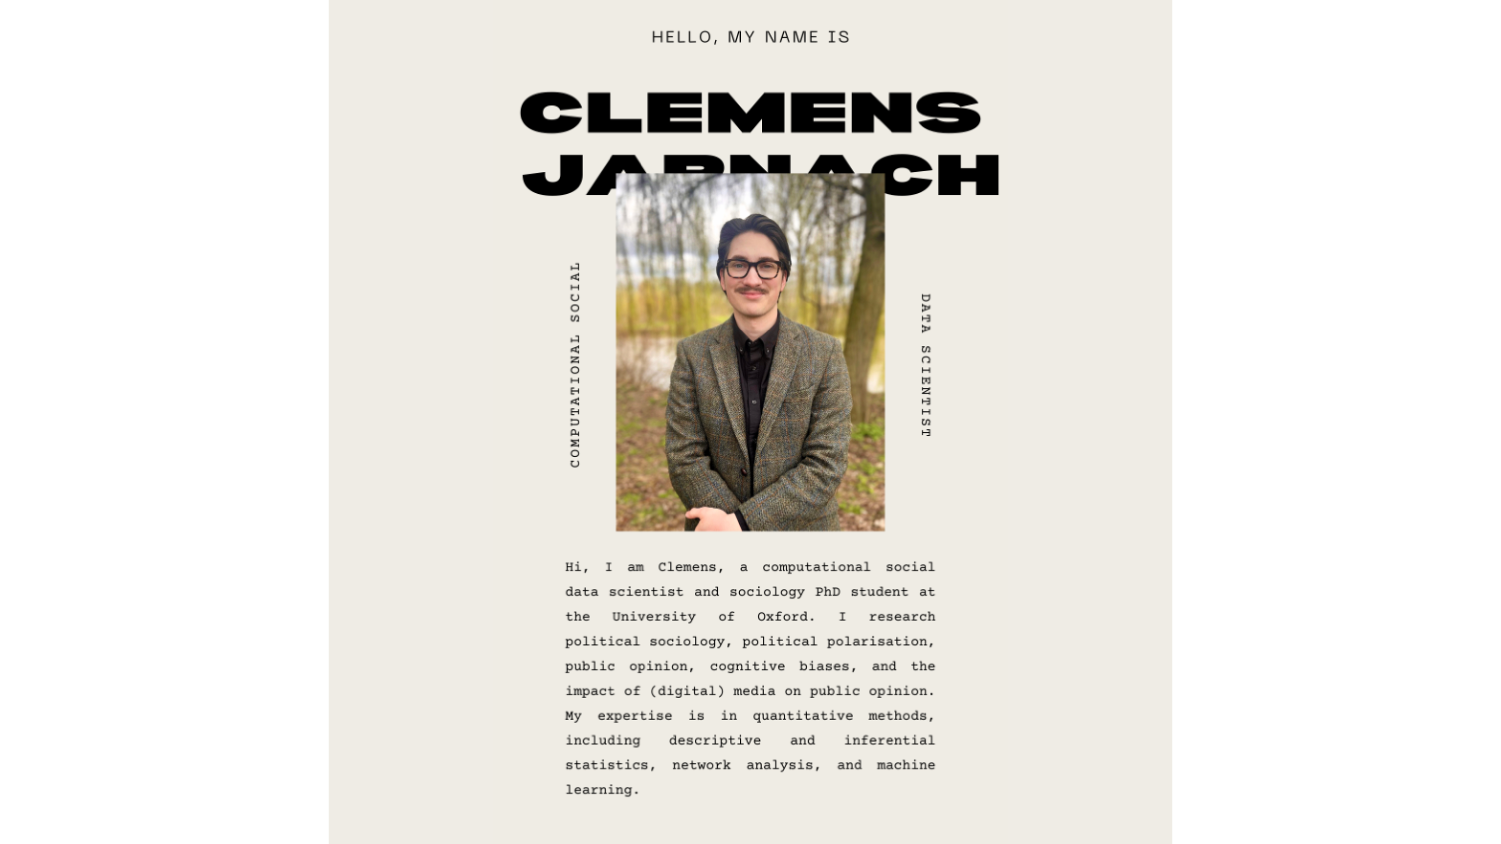 HELLO, MY NAME IS
CLEMENS
JARNACH
COMPUTATIONAL SOCIAL
DATA SCIENTIST
Hi, I am Clemens, a computational social
data scientist and sociology PhD student at
the University of Oxford. I research
political sociology, political polarisation,
public opinion, cognitive biases, and the
impact of (digital) media on public opinion.
My expertise is in quantitative methods,
including descriptive and inferential
statistics, network analysis, and machine
learning.